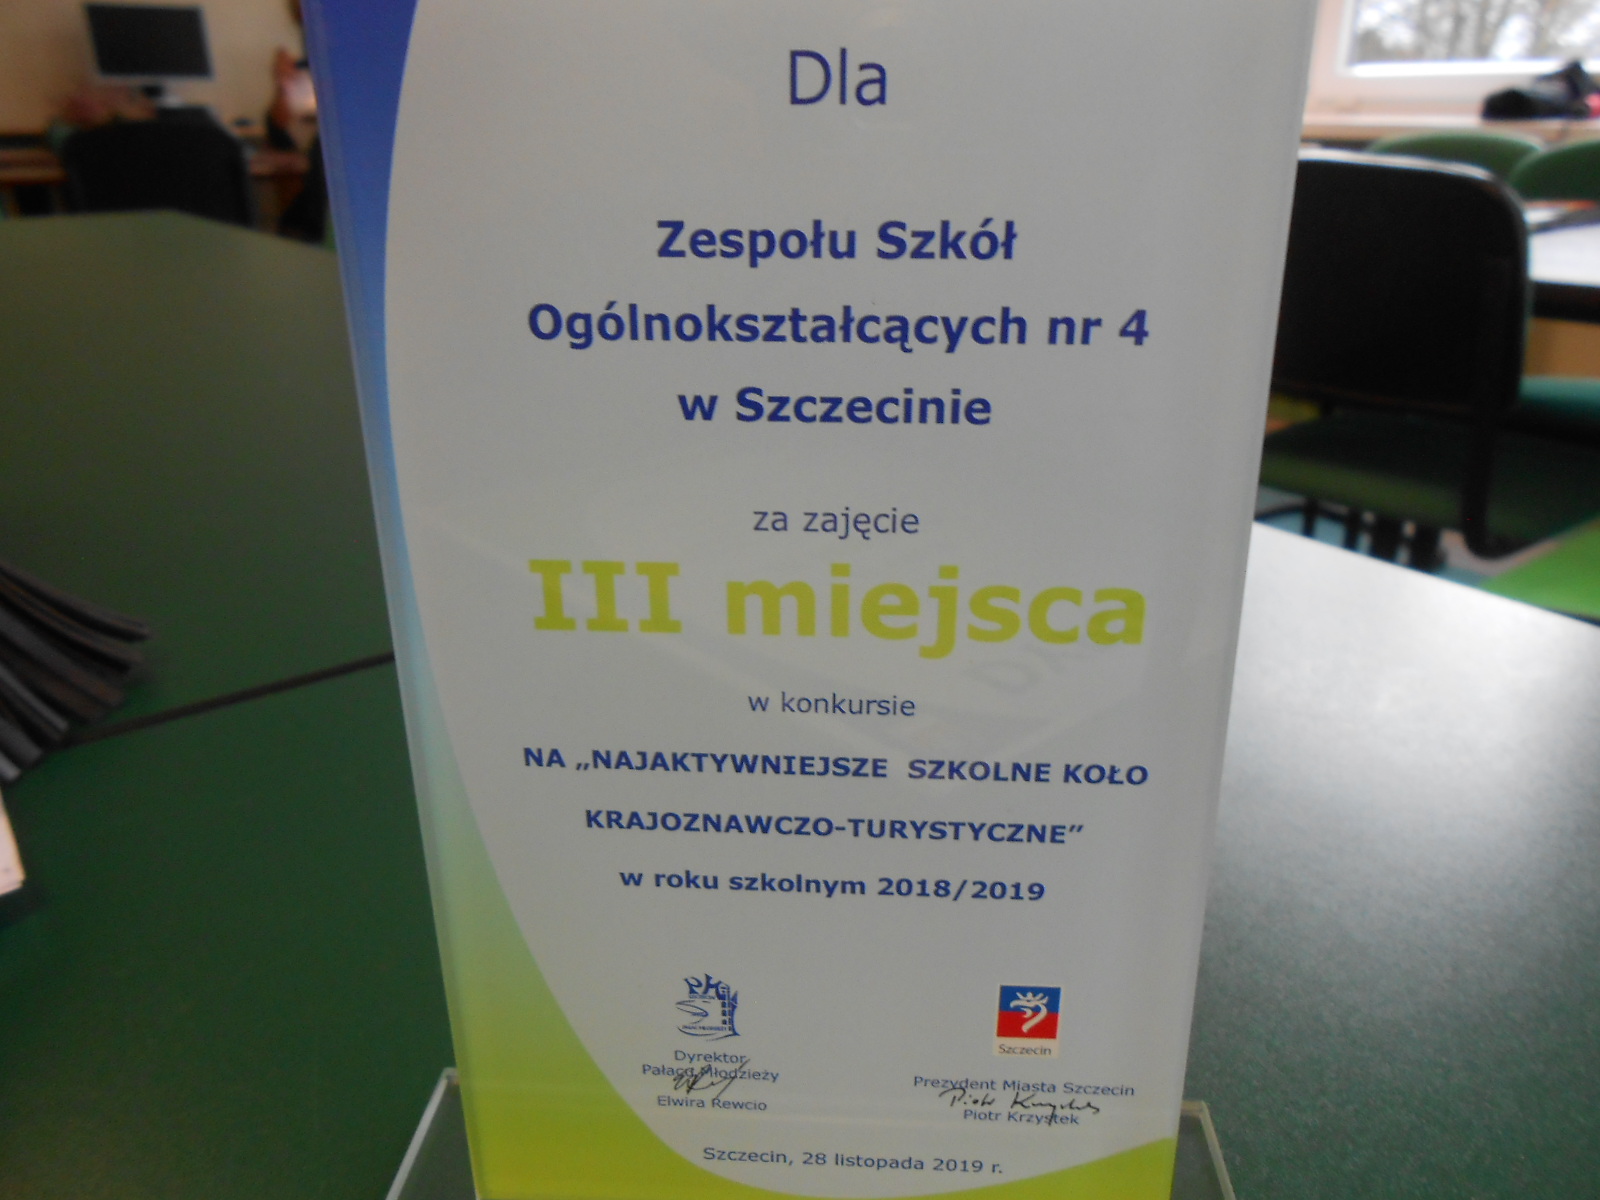 Dla
Zespołu Szkół
Ogólnokształcących nr 4
w Szczecinie
za zajęcie
III miejsca
w konkursie
NA „NAJAKTYWNIEJSZE SZKOLNE KOŁO
KRAJOZNAWCZO-TURYSTYCZNE”
w roku szkolnym 2018/2019
Szczecin
Dyrektor
Pałacu Młodzieży
Elwira Rewcio
Prezydent Miasta Szczecin
Piotr Krzystek
Szczecin, 28 listopada 2019 r.